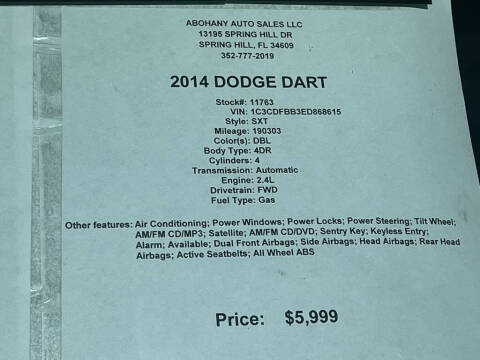 ABOHANY AUTO SALES LLC
13195 SPRING HILL DR
SPRING HILL, FL 34609
352-777-2019
2014 DODGE DART
Stock#: 11763
VIN: 1C3CDFBB3ED868615
Style: SXT
Mileage: 190303
Color(s): DBL
Body Type: 4DR
Cylinders: 4
Transmission: Automatic
Engine: 2.4L
Drivetrain: FWD
Fuel Type: Gas
Other features: Air Conditioning; Power Windows; Power Locks; Power Steering; Tilt Wheel;
AM/FM CD/MP3; Satellite; AM/FM CD/DVD; Sentry Key; Keyless Entry;
Alarm; Available; Dual Front Airbags; Side Airbags; Head Airbags; Rear Head
Airbags; Active Seatbelts; All Wheel ABS
Price: $5,999